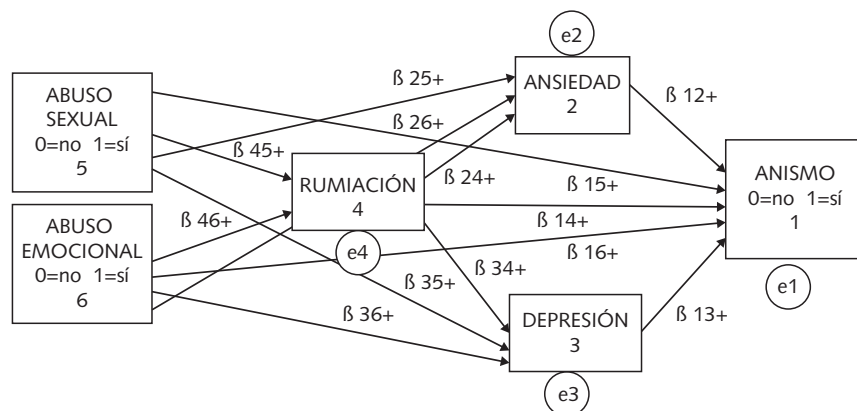 ABUSO
SEXUAL
0=no 1=sí
5
ABUSO
EMOCIONAL
0=no 1=sí
6
ß 25+
ß 26+
ß 45+
ß 46+
RUMIACIÓN
4
e4
ß 24+
ß 15+
ß 14+
ß 16+
ß 34+
ß 35+
ß 36+
e2
ANSIEDAD
2
ß 12+
DEPRESIÓN
3
e3
ß 13+
ANISMO
0=no 1=sí
1
e1